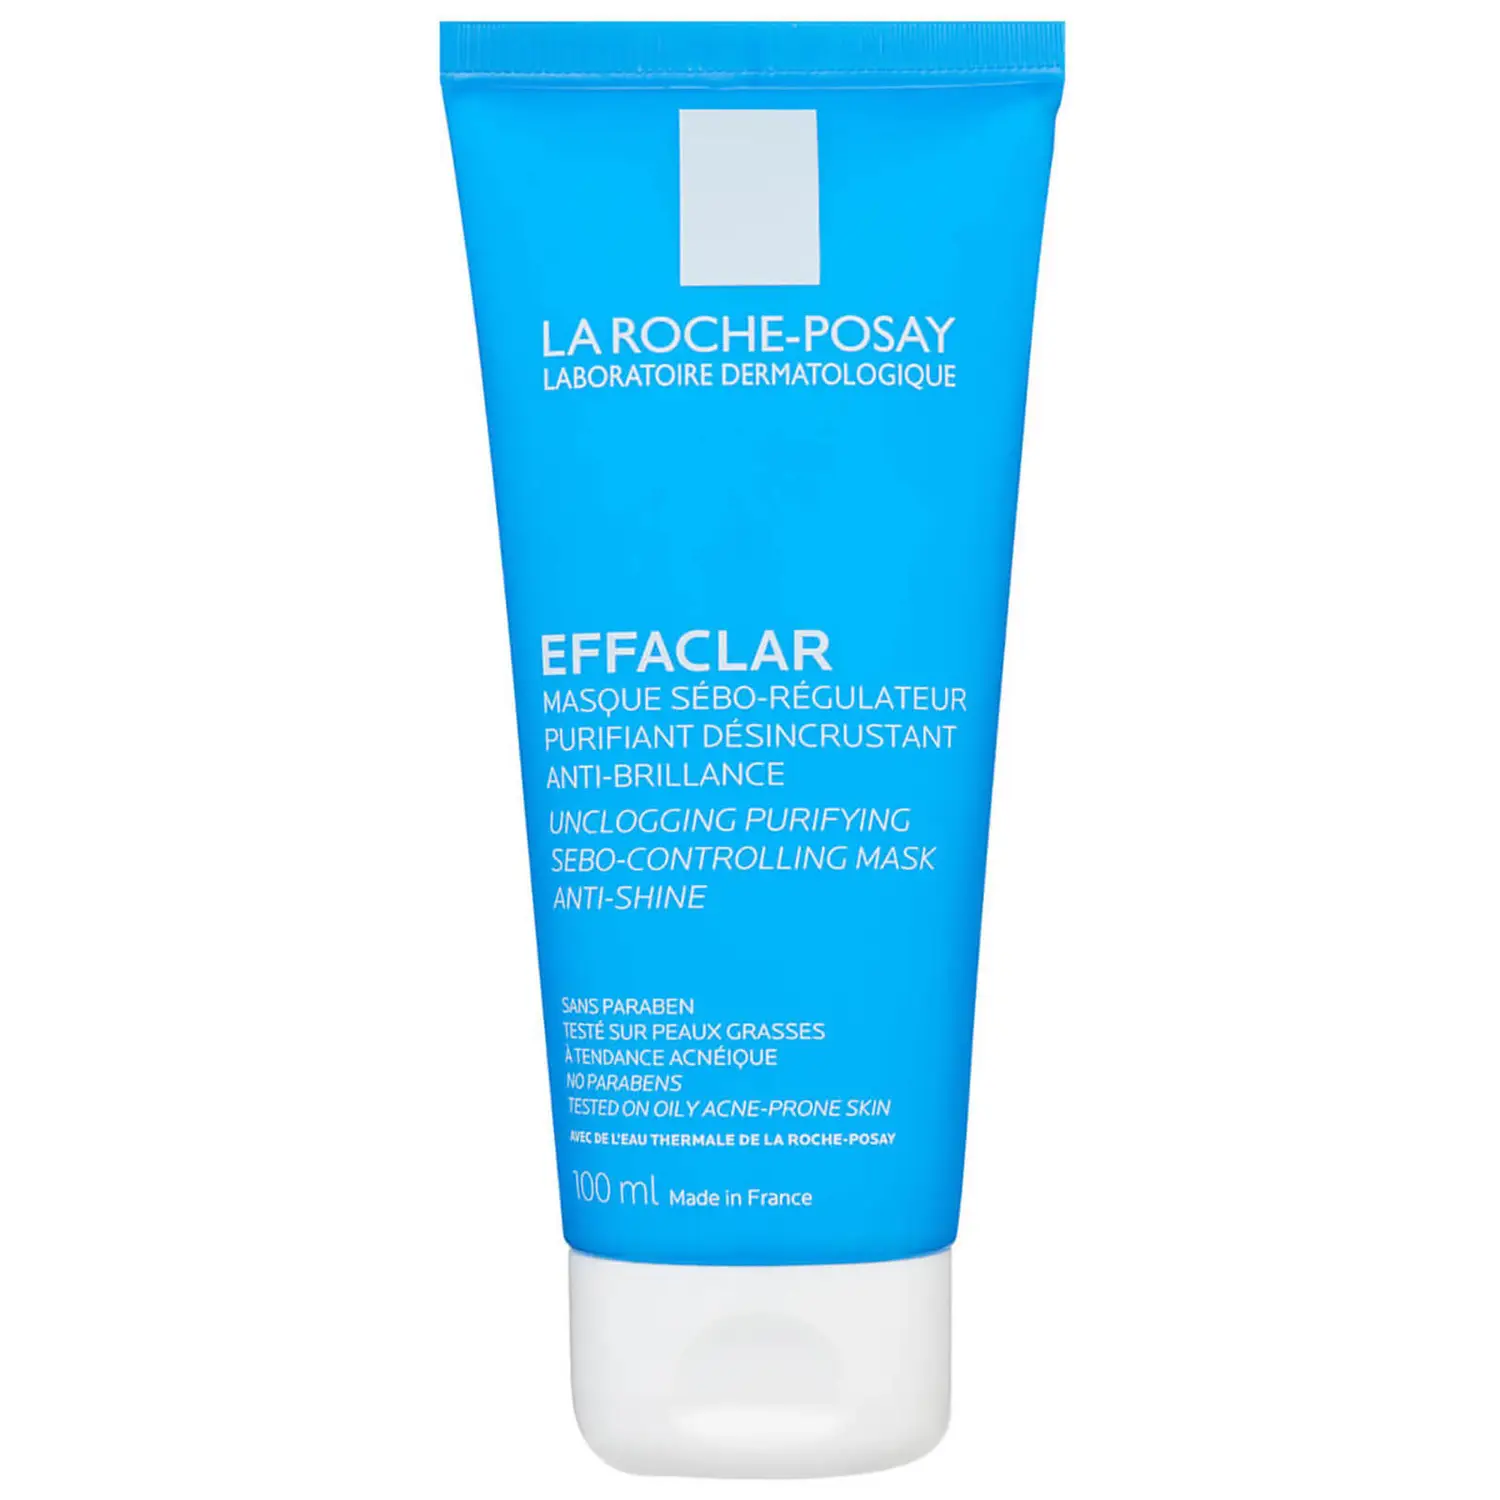 LA ROCHE-POSAY
LABORATOIRE DERMATOLOGIQUE
EFFACLAR
MASQUE SÉBO-RÉGULATEUR
PURIFIANT DÉSINCRUSTANT
ANTI-BRILLANCE
UNCLOGGING PURIFYING
SEBO-CONTROLLING MASK
ANTI-SHINE
SANS PARABEN
TESTÉ SUR PEAUX GRASSES
À TENDANCE ACNÉIQUE
NO PARABENS
TESTED ON OILY ACNE-PRONE SKIN
AVEC DE L'EAU THERMALE DE LA ROCHE-POSAY
100 ml Made in France